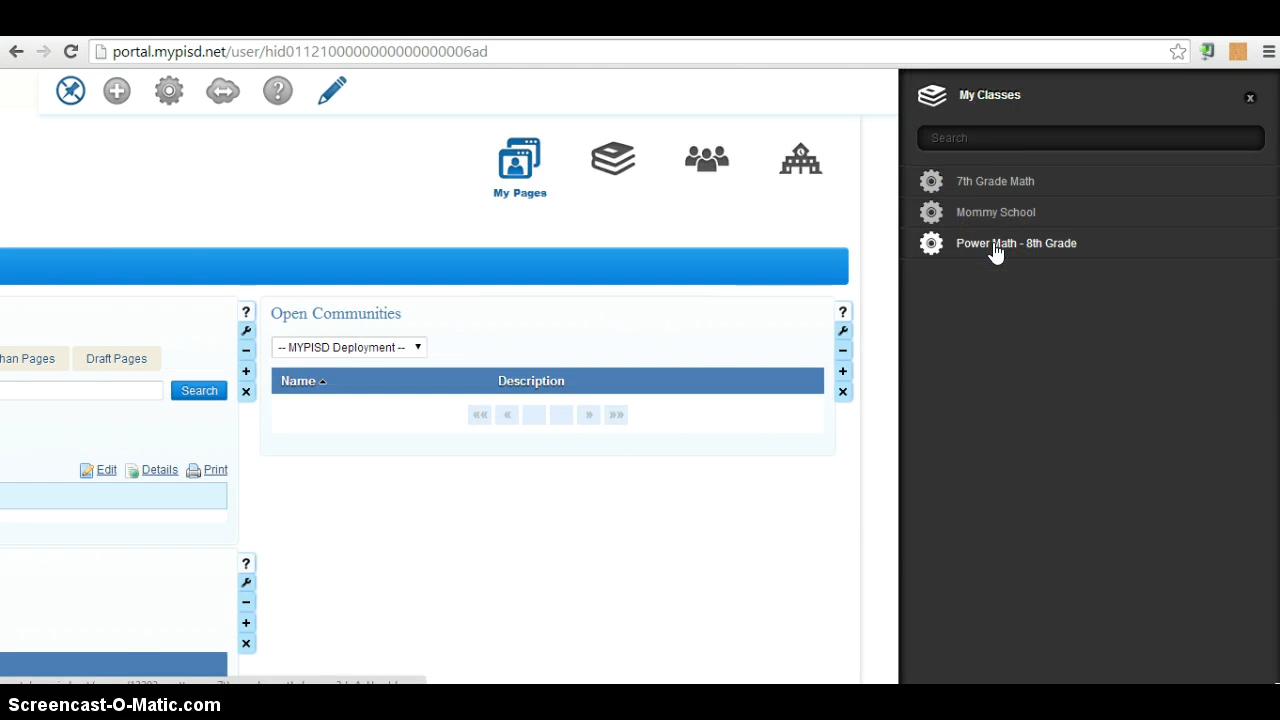 portal.mypisd.net/user/hid0112100000000000000006ad
My Classes
Search
7th Grade Math
Mommy School
Power Math - 8th Grade
My Pages
han Pages
Draft Pages
Search
Edit Details Print
Open Communities
-- MYPISD Deployment --
Name Description
«« « » »»
Screencast-O-Matic.com